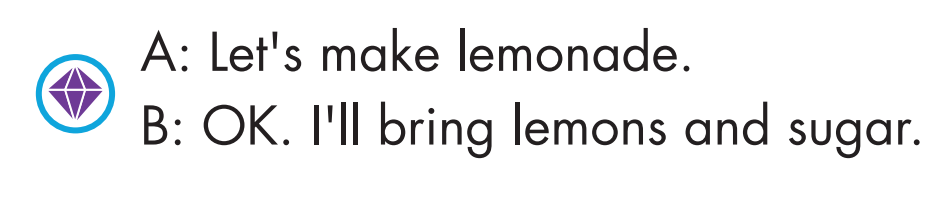 A: Let's make lemonade.
B: OK. I'll bring lemons and sugar.